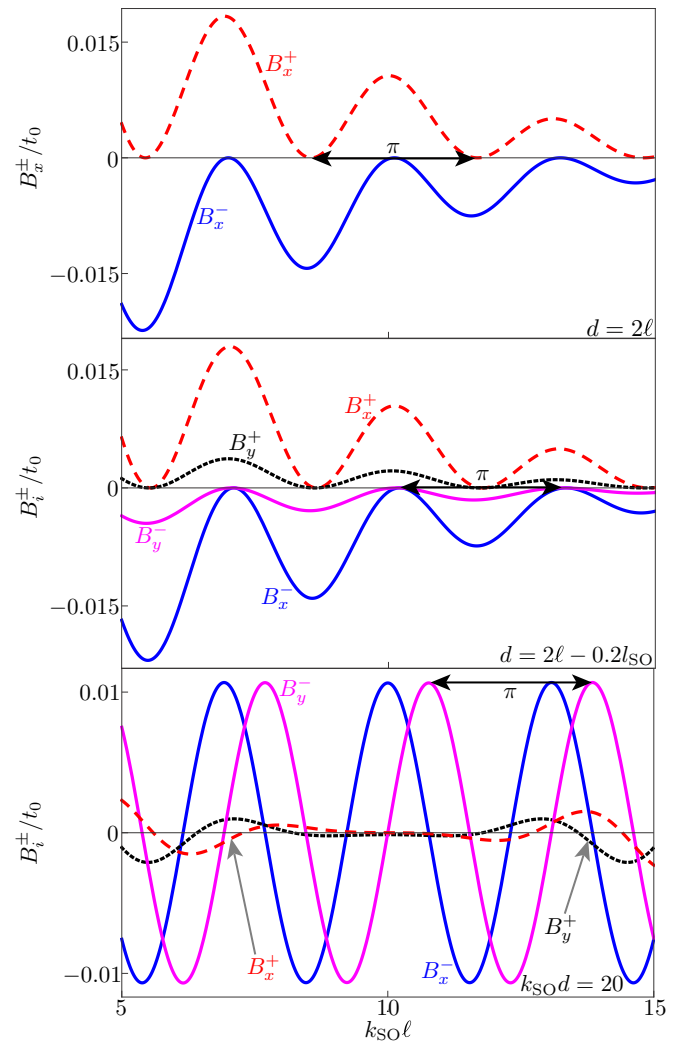 0.015
B_x^+
B_x^±/t_0
0
π
B_x^-
−0.015
d = 2ℓ
0.015
B_x^+
B_y^+
B_i^±/t_0
0
π
B_y^-
B_x^-
−0.015
d = 2ℓ − 0.2l_SO
0.01
B_y^-
π
B_i^±/t_0
0
B_y^+
B_x^+
B_x^-
−0.01
k_SO d = 20
5
10
15
k_SO ℓ